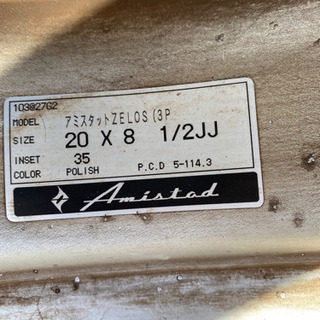 103827G2
MODEL アミスタットZELOS (3P
SIZE 20 X 8 1/2JJ
INSET 35
COLOR POLISH P.C.D 5-114.3
Amistad